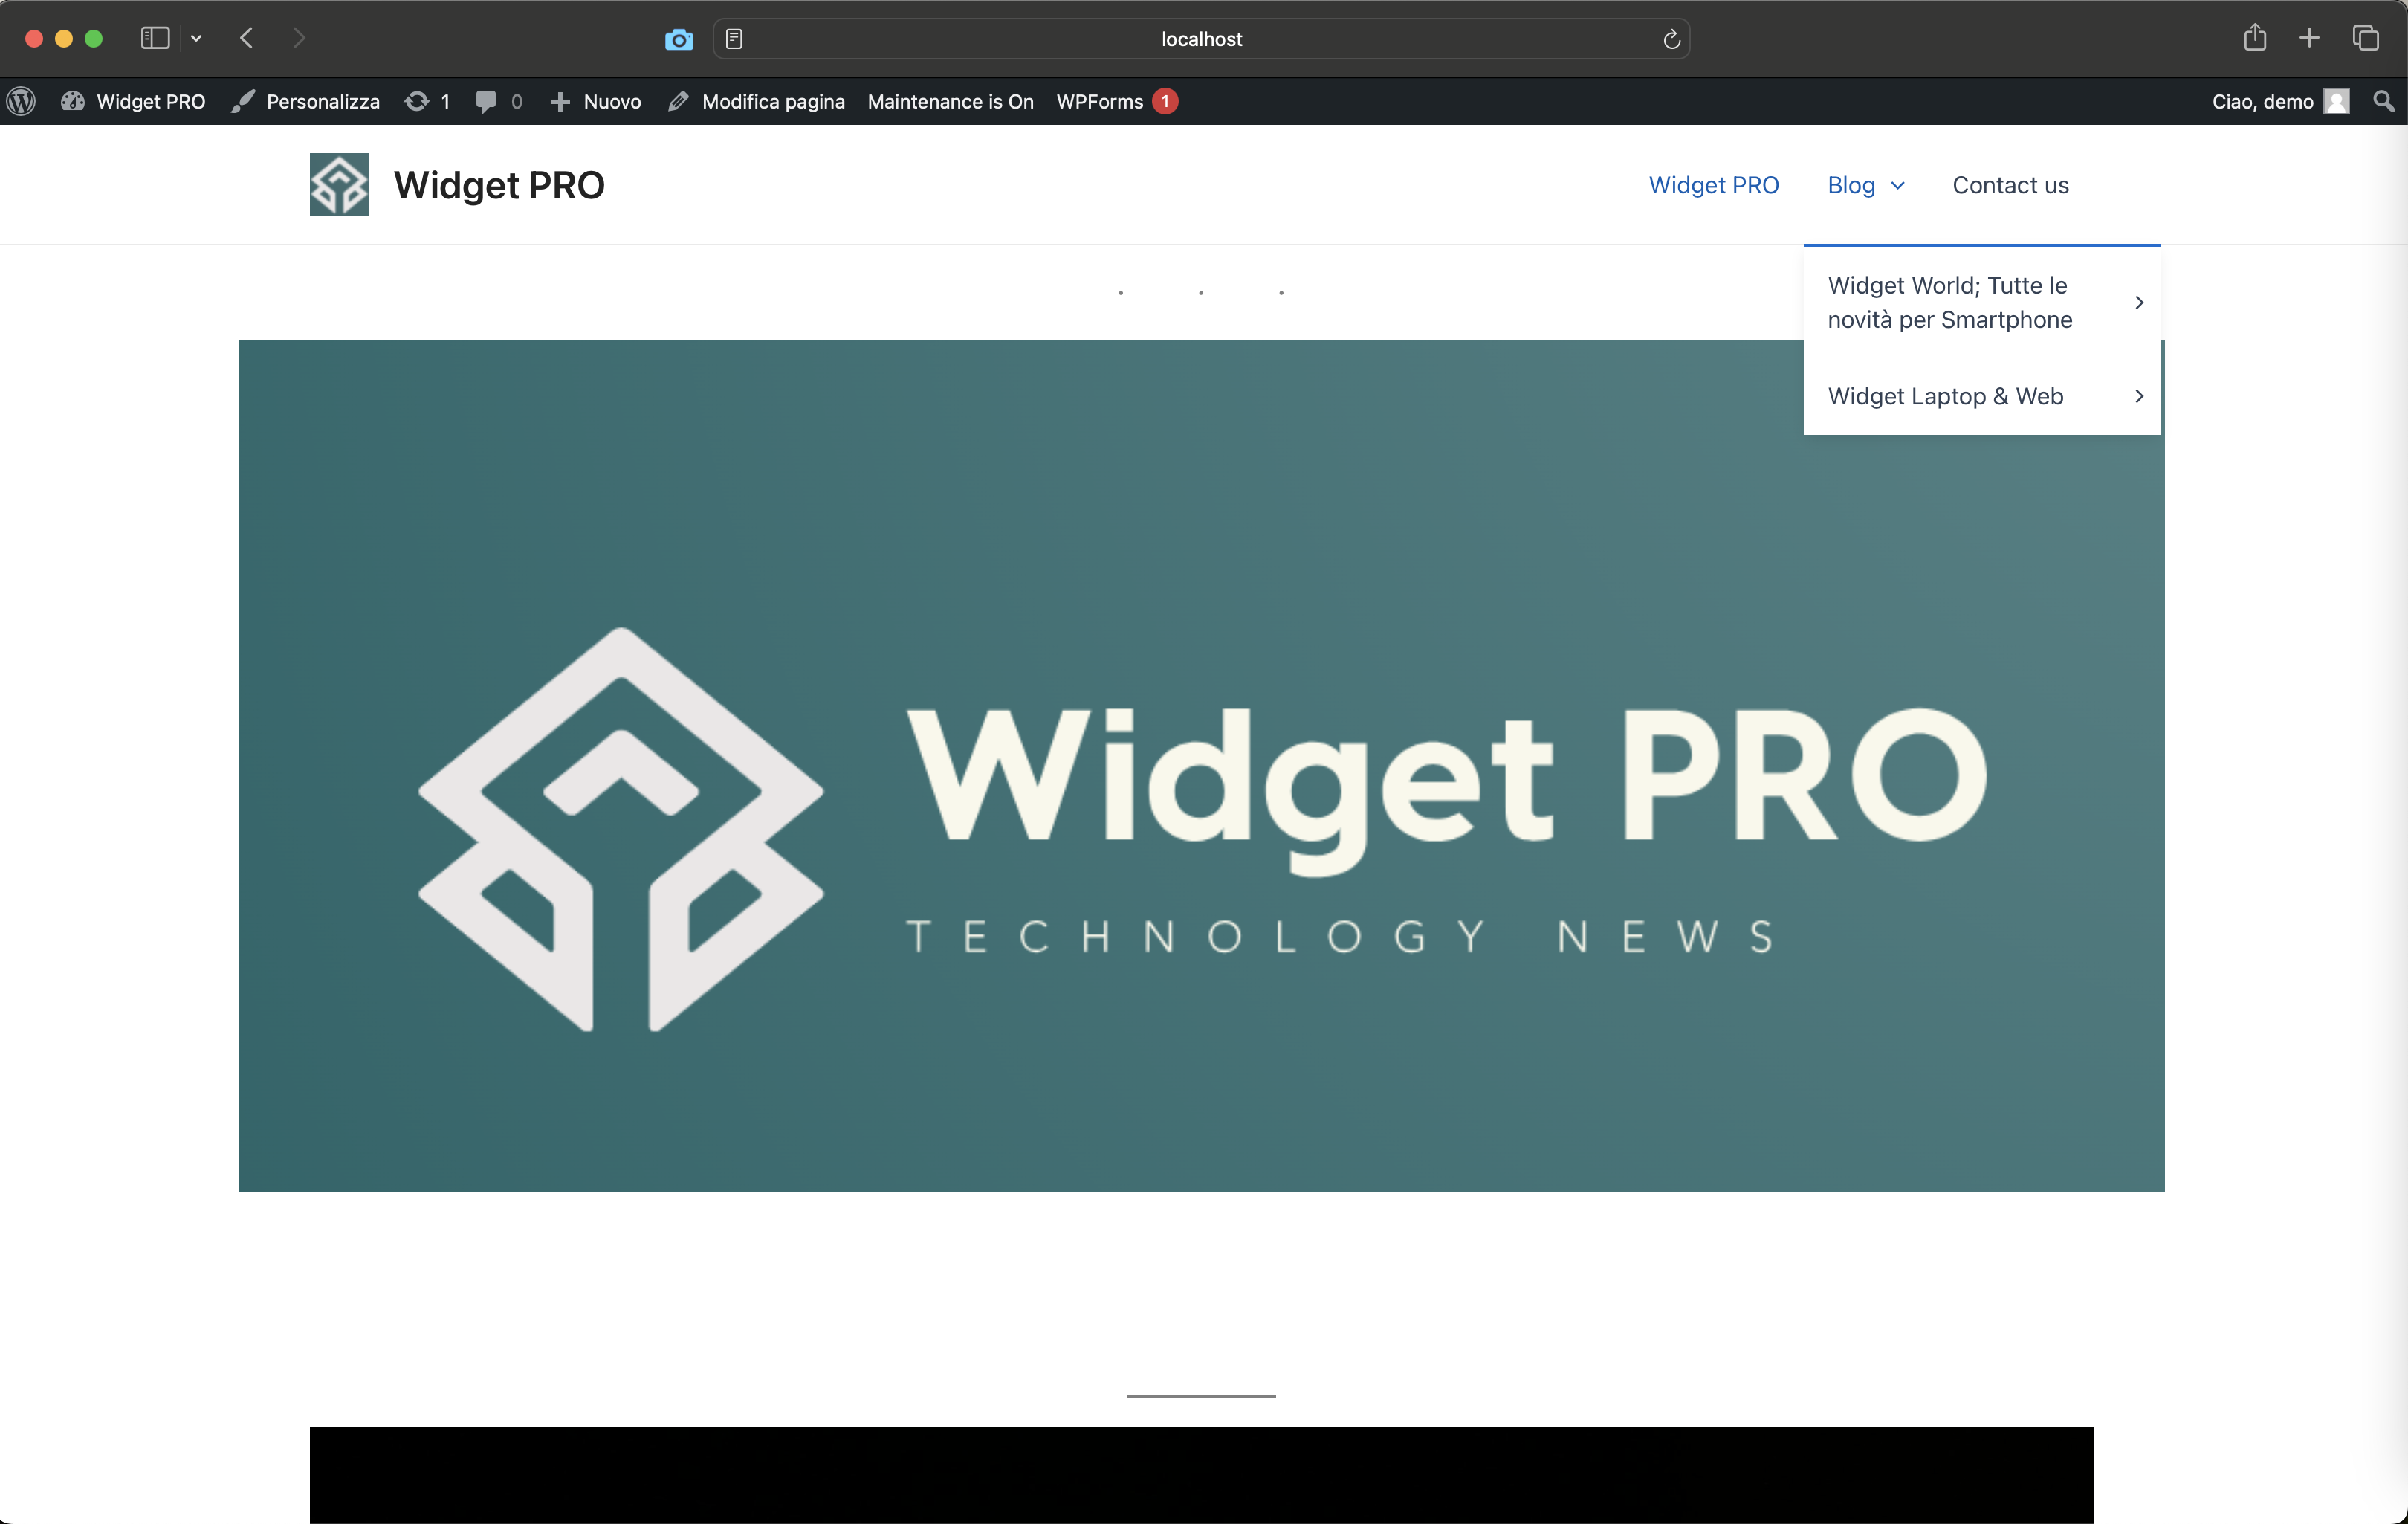 localhost
Widget PRO
Personalizza
1
0
Nuovo
Modifica pagina
Maintenance is On
WPForms 1
Ciao, demo
Widget PRO
Widget PRO
Blog
Contact us
Widget World; Tutte le
novità per Smartphone
Widget Laptop & Web
Widget PRO
TECHNOLOGY NEWS